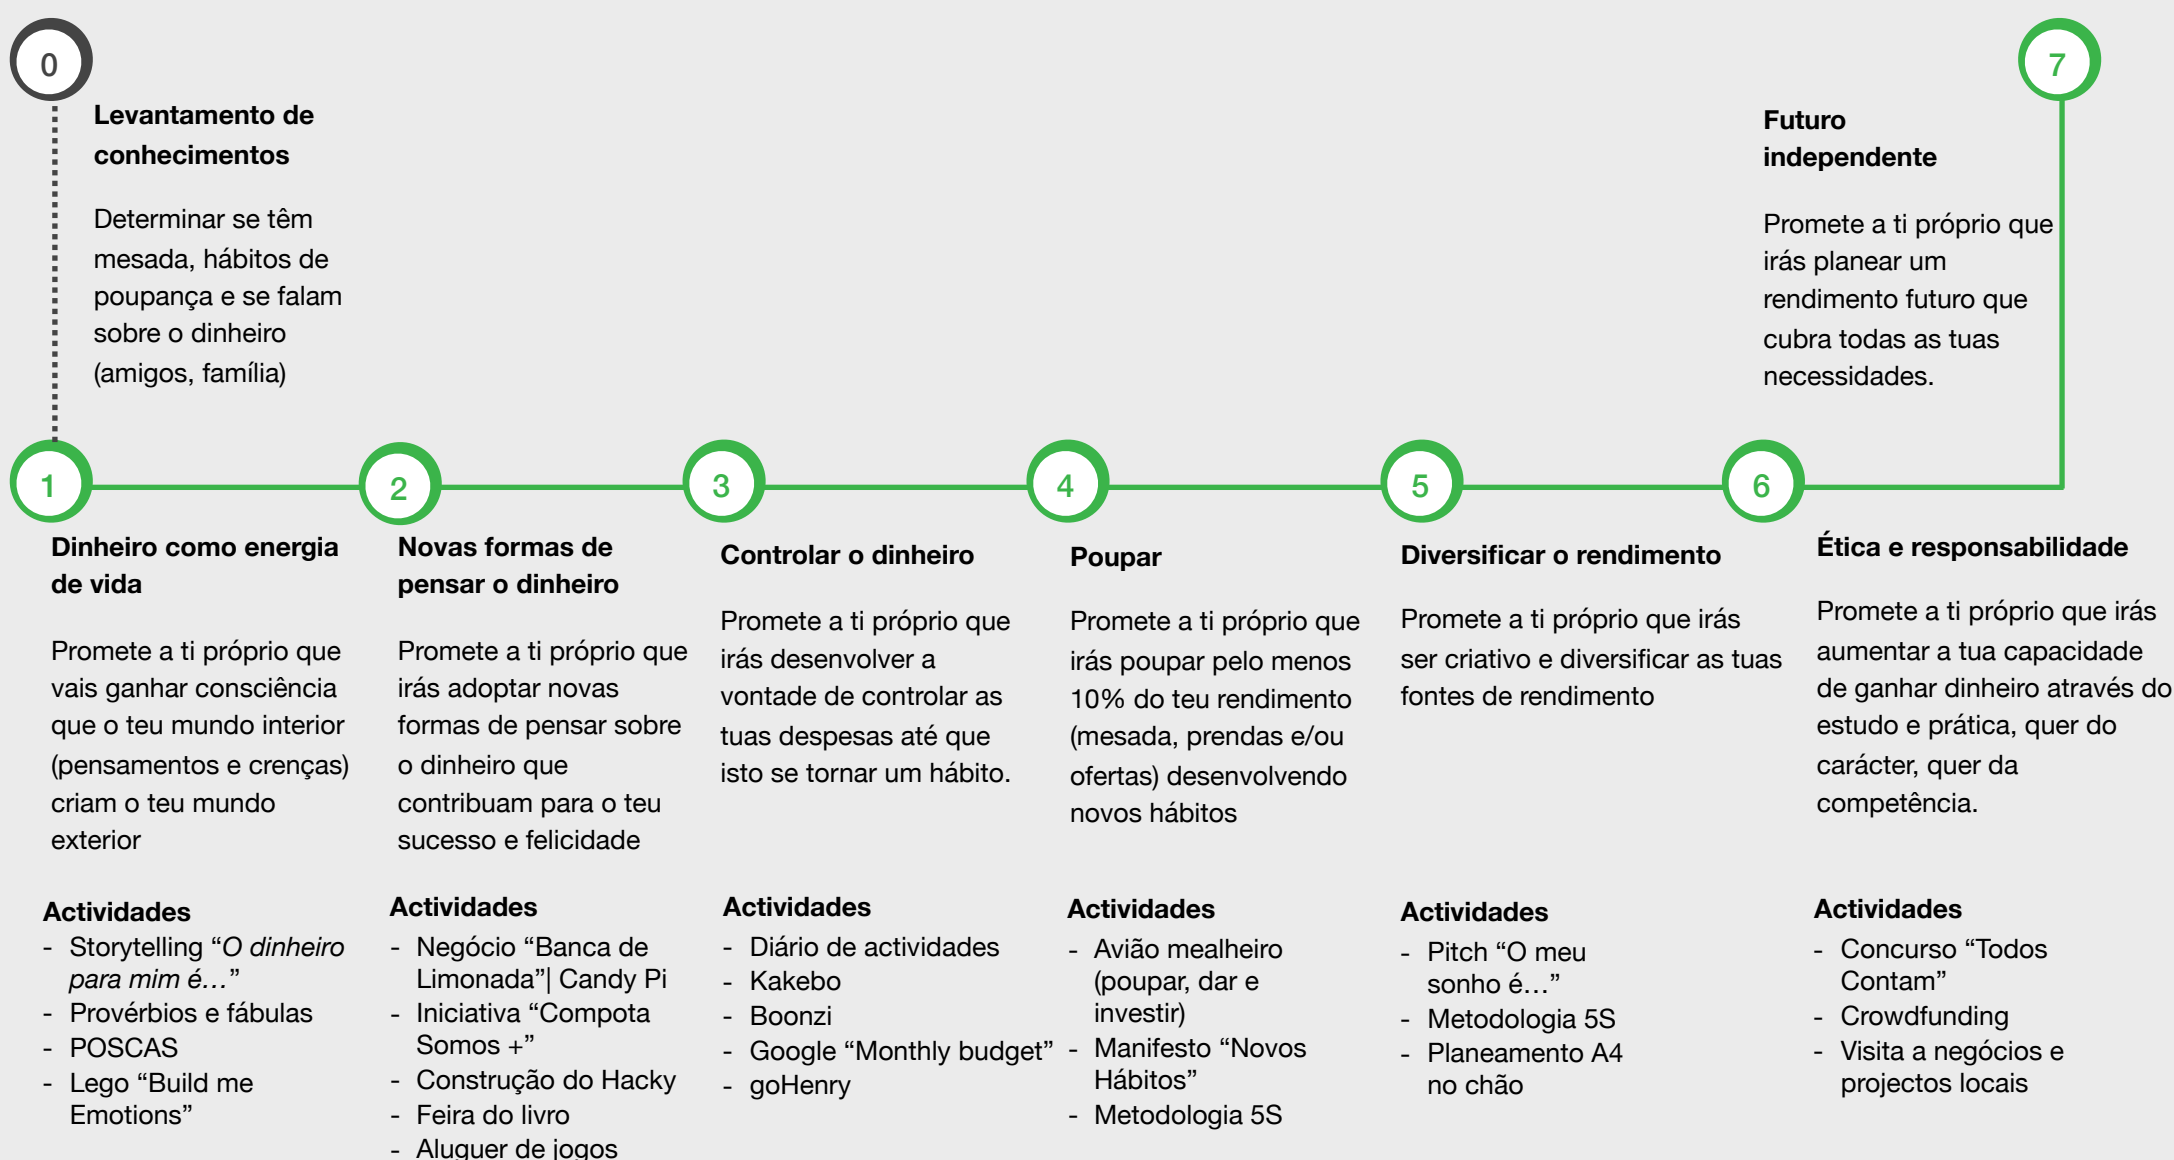 0
Levantamento de
conhecimentos
Determinar se têm
mesada, hábitos de
poupança e se falam
sobre o dinheiro
(amigos, família)
7
Futuro
independente
Promete a ti próprio que
irás planear um
rendimento futuro que
cubra todas as tuas
necessidades.
1
Dinheiro como energia
de vida
Promete a ti próprio que
vais ganhar consciência
que o teu mundo interior
(pensamentos e crenças)
criam o teu mundo
exterior
Actividades
- Storytelling “O dinheiro
para mim é…”
- Provérbios e fábulas
- POSCAS
- Lego “Build me
Emotions”
2
Novas formas de
pensar o dinheiro
Promete a ti próprio que
irás adoptar novas
formas de pensar sobre
o dinheiro que
contribuam para o teu
sucesso e felicidade
Actividades
- Negócio “Banca de
Limonada”| Candy Pi
- Iniciativa “Compota
Somos +”
- Construção do Hacky
- Feira do livro
- Aluguer de jogos
3
Controlar o dinheiro
Promete a ti próprio que
irás desenvolver a
vontade de controlar as
tuas despesas até que
isto se tornar um hábito.
Actividades
- Diário de actividades
- Kakebo
- Boonzi
- Google “Monthly budget”
- goHenry
4
Poupar
Promete a ti próprio que
irás poupar pelo menos
10% do teu rendimento
(mesada, prendas e/ou
ofertas) desenvolvendo
novos hábitos
Actividades
- Avião mealheiro
(poupar, dar e
investir)
- Manifesto “Novos
Hábitos”
- Metodologia 5S
5
Diversificar o rendimento
Promete a ti próprio que irás
ser criativo e diversificar as tuas
fontes de rendimento
Actividades
- Pitch “O meu
sonho é…”
- Metodologia 5S
- Planeamento A4
no chão
6
Ética e responsabilidade
Promete a ti próprio que irás
aumentar a tua capacidade
de ganhar dinheiro através do
estudo e prática, quer do
carácter, quer da
competência.
Actividades
- Concurso “Todos
Contam”
- Crowdfunding
- Visita a negócios e
projectos locais